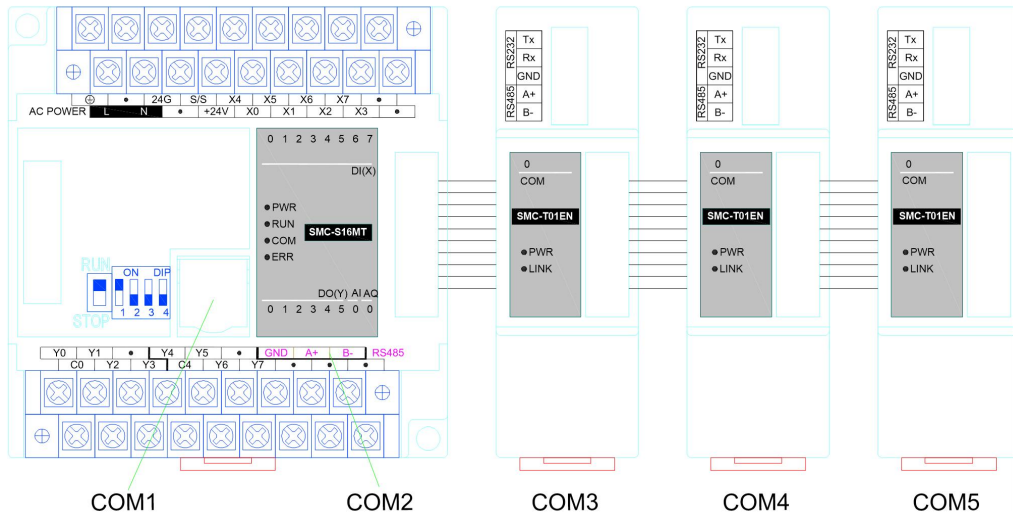 24G S/S X4 X5 X6 X7
AC POWER L N +24V X0 X1 X2 X3
0 1 2 3 4 5 6 7
DI(X)
PWR
RUN
COM
ERR
SMC-S16MT
DO(Y) AI AQ
0 1 2 3 4 5 0 0
RUN
STOP
ON DIP
1 2 3 4
Y0 Y1 Y4 Y5 GND A+ B- RS485
C0 Y2 Y3 C4 Y6 Y7
RS232
Tx
Rx
GND
RS485
A+
B-
0
COM
SMC-T01EN
PWR
LINK
RS232
Tx
Rx
GND
RS485
A+
B-
0
COM
SMC-T01EN
PWR
LINK
RS232
Tx
Rx
GND
RS485
A+
B-
0
COM
SMC-T01EN
PWR
LINK
COM1 COM2 COM3 COM4 COM5